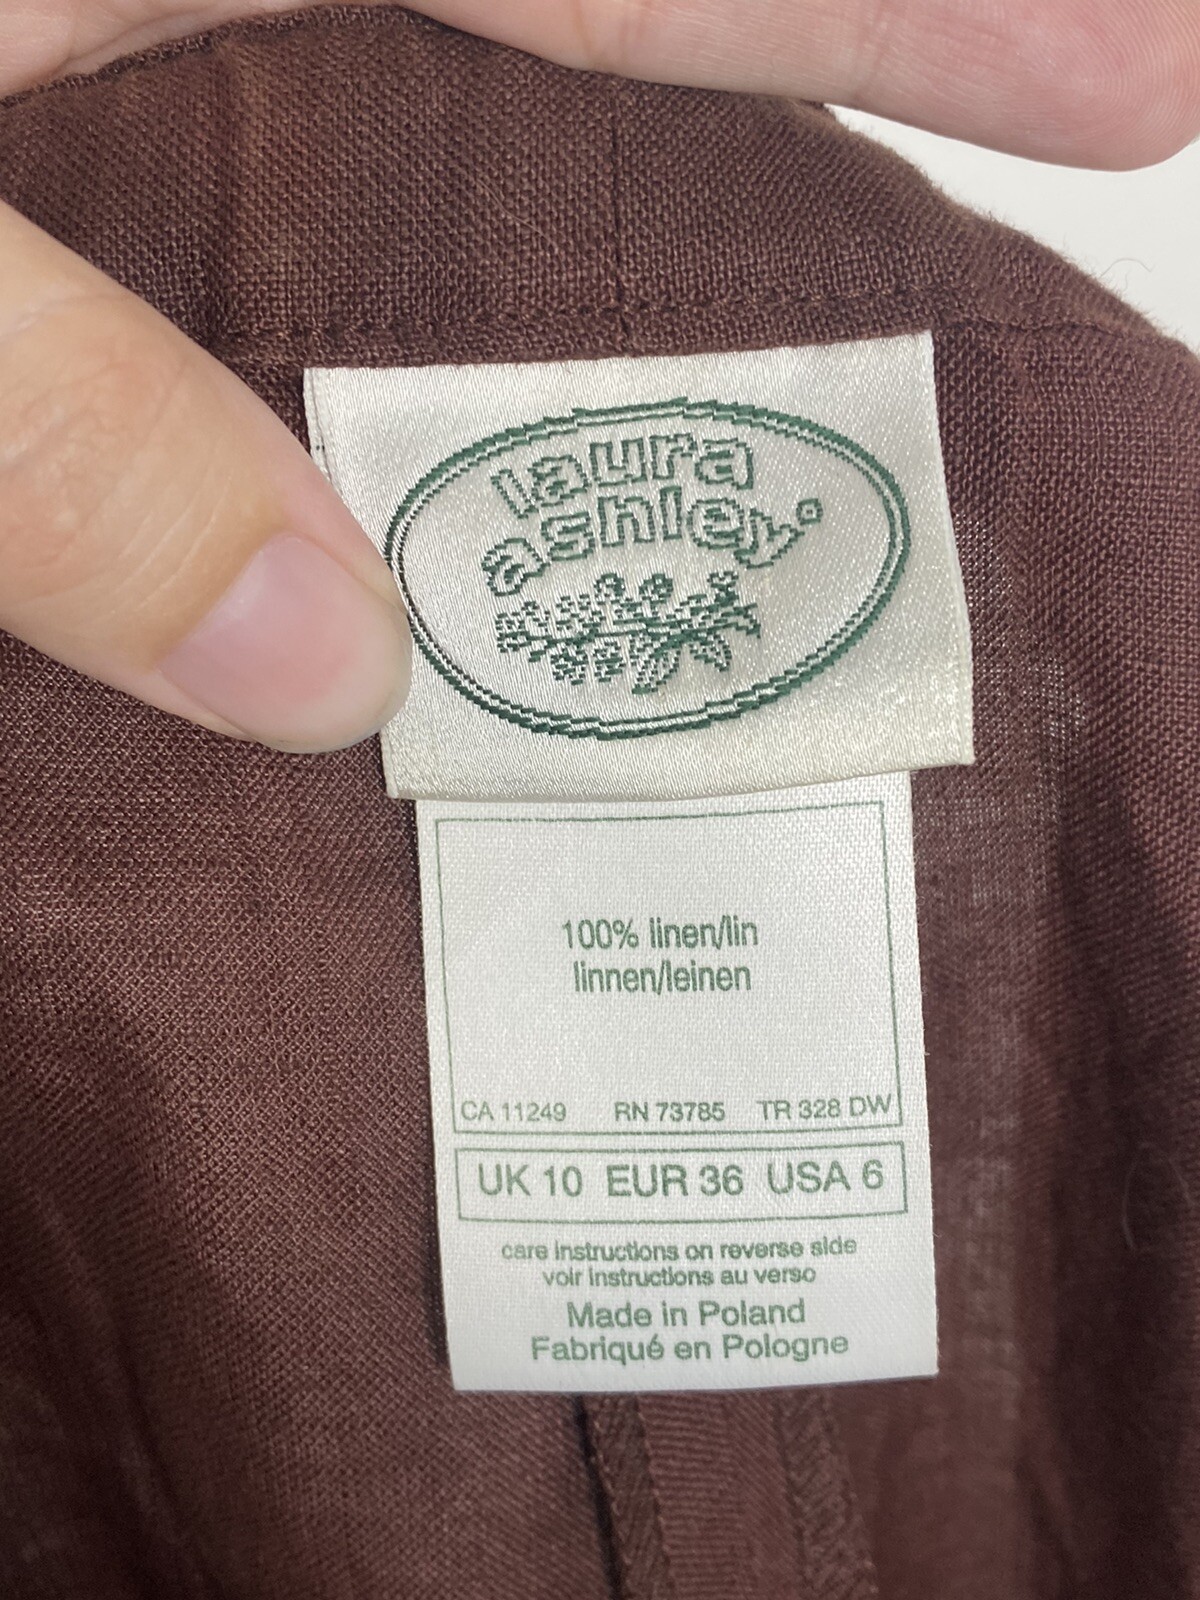 laura
ashley®
100% linen/lin
linnen/leinen
CA 11249 RN 73785 TR 328 DW
UK 10 EUR 36 USA 6
care instructions on reverse side
voir instructions au verso
Made in Poland
Fabriqué en Pologne